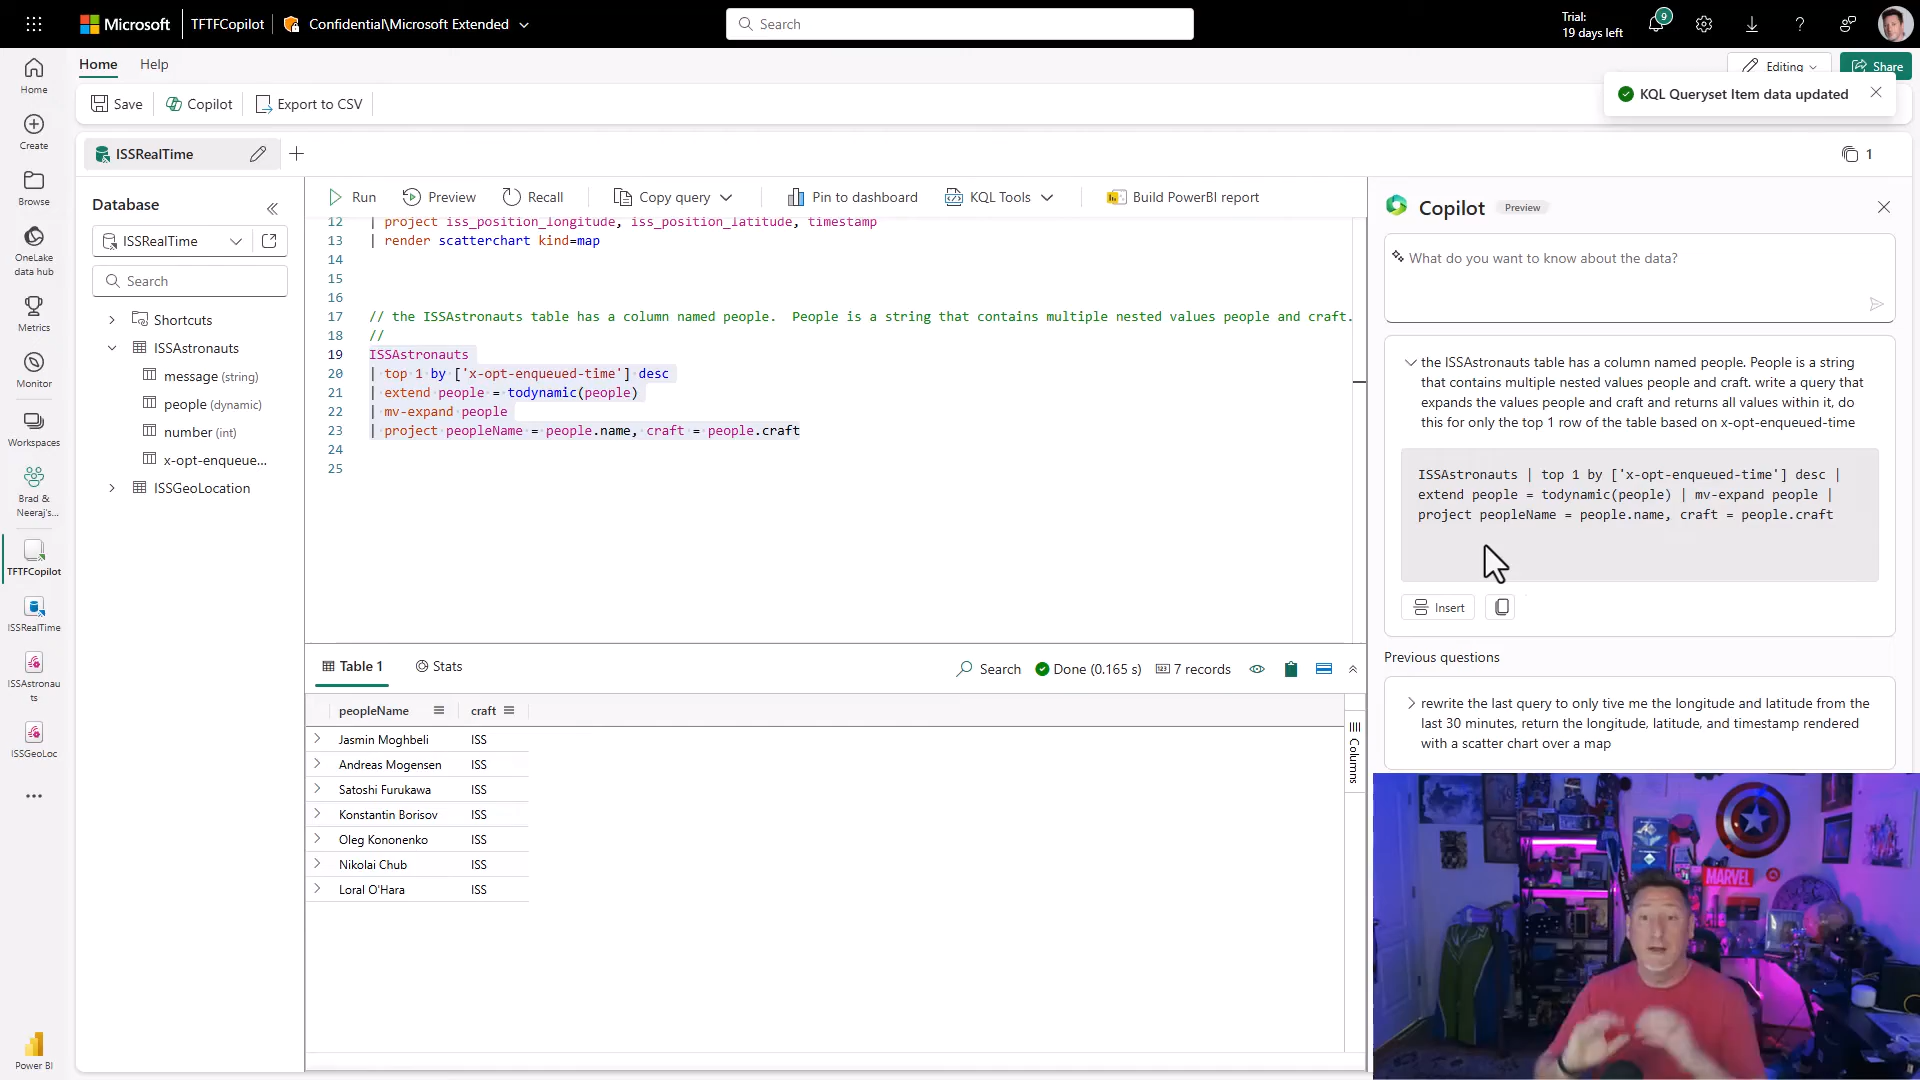 Microsoft
TFTFCopilot
Confidential\Microsoft Extended
Search
Trial:
19 days left
9
Home
Help
Editing
Share
Save
Copilot
Export to CSV
KQL Queryset Item data updated
Home
Create
Browse
OneLake
data hub
Metrics
Monitor
Workspaces
Brad &
Neeraj's...
TFTFCopilot
ISSRealTime
ISSAstronau
ts
ISSGeoLoc
Power BI
ISSRealTime
1
Database
ISSRealTime
Search
Shortcuts
ISSAstronauts
message (string)
people (dynamic)
number (int)
x-opt-enqueue...
ISSGeoLocation
Run
Preview
Recall
Copy query
Pin to dashboard
KQL Tools
Build PowerBI report
12 | project iss_position_longitude, iss_position_latitude, timestamp
13 | render scatterchart kind=map
14
15
16
17 // the ISSAstronauts table has a column named people.  People is a string that contains multiple nested values people and craft.
18 //
19 ISSAstronauts
20 | top 1 by ['x-opt-enqueued-time'] desc
21 | extend people = todynamic(people)
22 | mv-expand people
23 | project peopleName = people.name, craft = people.craft
24
25
Table 1
Stats
Search
Done (0.165 s)
7 records
peopleName craft
Jasmin Moghbeli ISS
Andreas Mogensen ISS
Satoshi Furukawa ISS
Konstantin Borisov ISS
Oleg Kononenko ISS
Nikolai Chub ISS
Loral O'Hara ISS
Columns
Copilot
Preview
What do you want to know about the data?
the ISSAstronauts table has a column named people. People is a string
that contains multiple nested values people and craft. write a query that
expands the values people and craft and returns all values within it, do
this for only the top 1 row of the table based on x-opt-enqueued-time
ISSAstronauts | top 1 by ['x-opt-enqueued-time'] desc |
extend people = todynamic(people) | mv-expand people |
project peopleName = people.name, craft = people.craft
Insert
Previous questions
rewrite the last query to only tive me the longitude and latitude from the
last 30 minutes, return the longitude, latitude, and timestamp rendered
with a scatter chart over a map
MARVEL